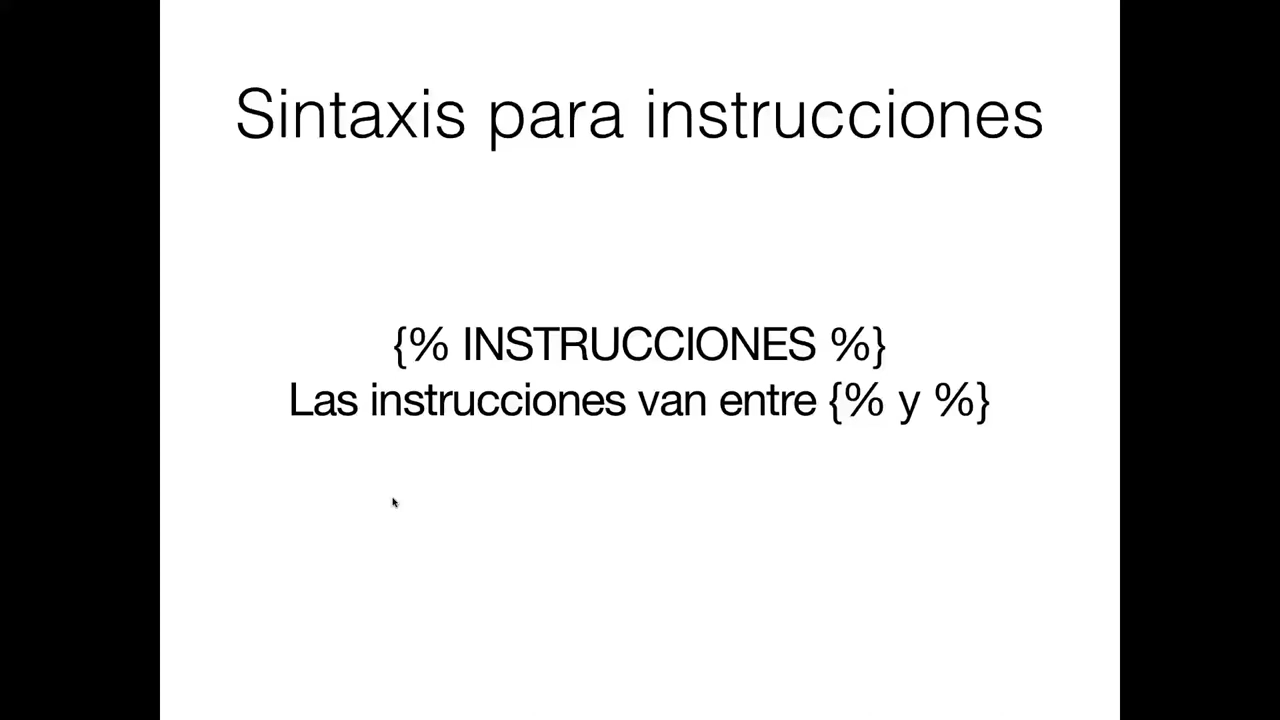 Sintaxis para instrucciones
{% INSTRUCCIONES %}
Las instrucciones van entre {% y %}